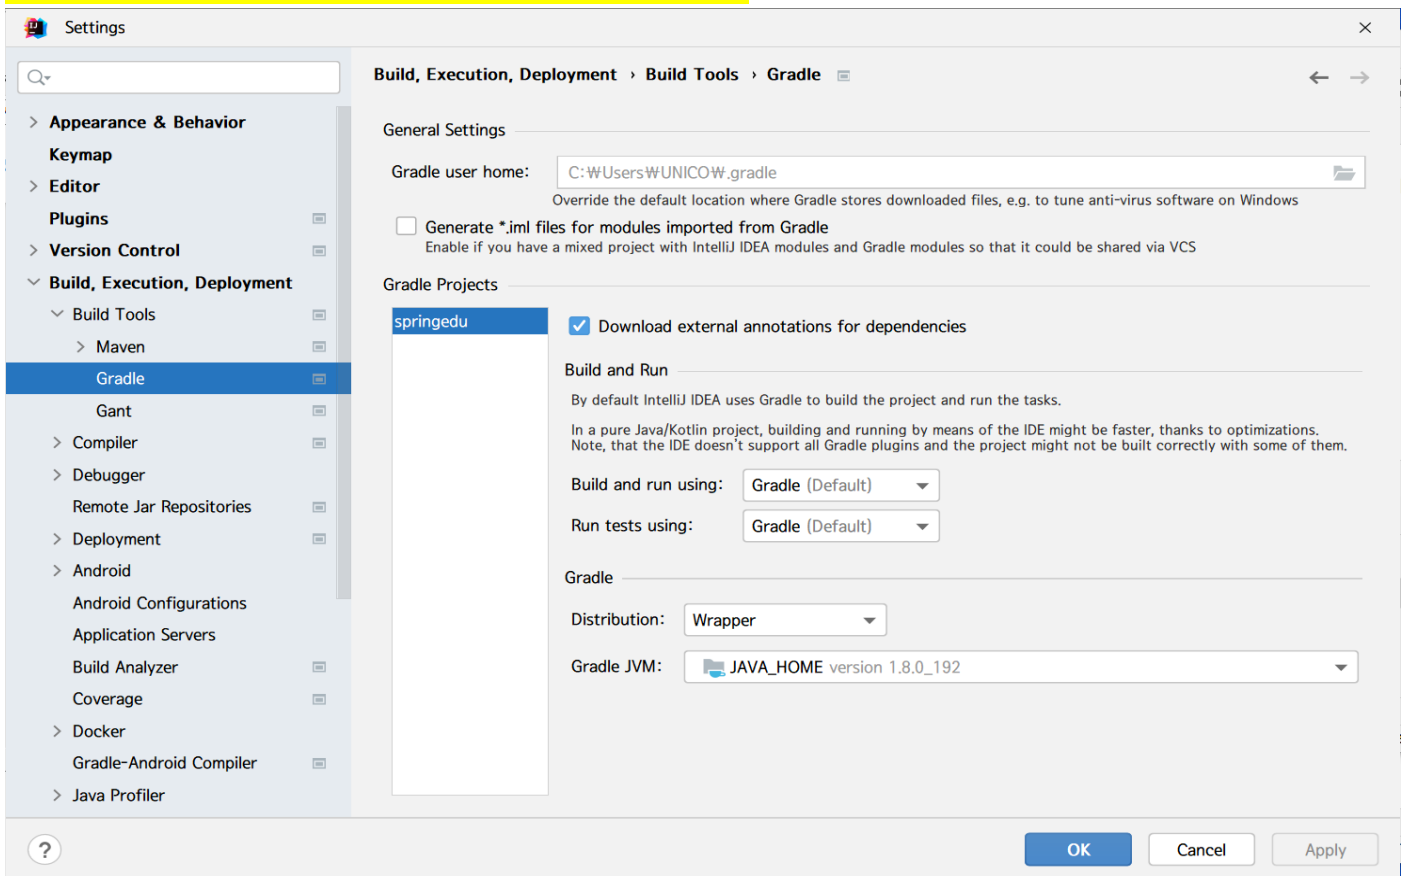 Settings
Build, Execution, Deployment › Build Tools › Gradle
Appearance & Behavior
Keymap
Editor
Plugins
Version Control
Build, Execution, Deployment
Build Tools
Maven
Gradle
Gant
Compiler
Debugger
Remote Jar Repositories
Deployment
Android
Android Configurations
Application Servers
Build Analyzer
Coverage
Docker
Gradle-Android Compiler
Java Profiler
General Settings
Gradle user home: C:₩Users₩UNICO₩.gradle
Override the default location where Gradle stores downloaded files, e.g. to tune anti-virus software on Windows
Generate *.iml files for modules imported from Gradle
Enable if you have a mixed project with IntelliJ IDEA modules and Gradle modules so that it could be shared via VCS
Gradle Projects
springedu
Download external annotations for dependencies
Build and Run
By default IntelliJ IDEA uses Gradle to build the project and run the tasks.
In a pure Java/Kotlin project, building and running by means of the IDE might be faster, thanks to optimizations.
Note, that the IDE doesn't support all Gradle plugins and the project might not be built correctly with some of them.
Build and run using: Gradle (Default)
Run tests using: Gradle (Default)
Gradle
Distribution: Wrapper
Gradle JVM: JAVA_HOME version 1.8.0_192
?
OK
Cancel
Apply